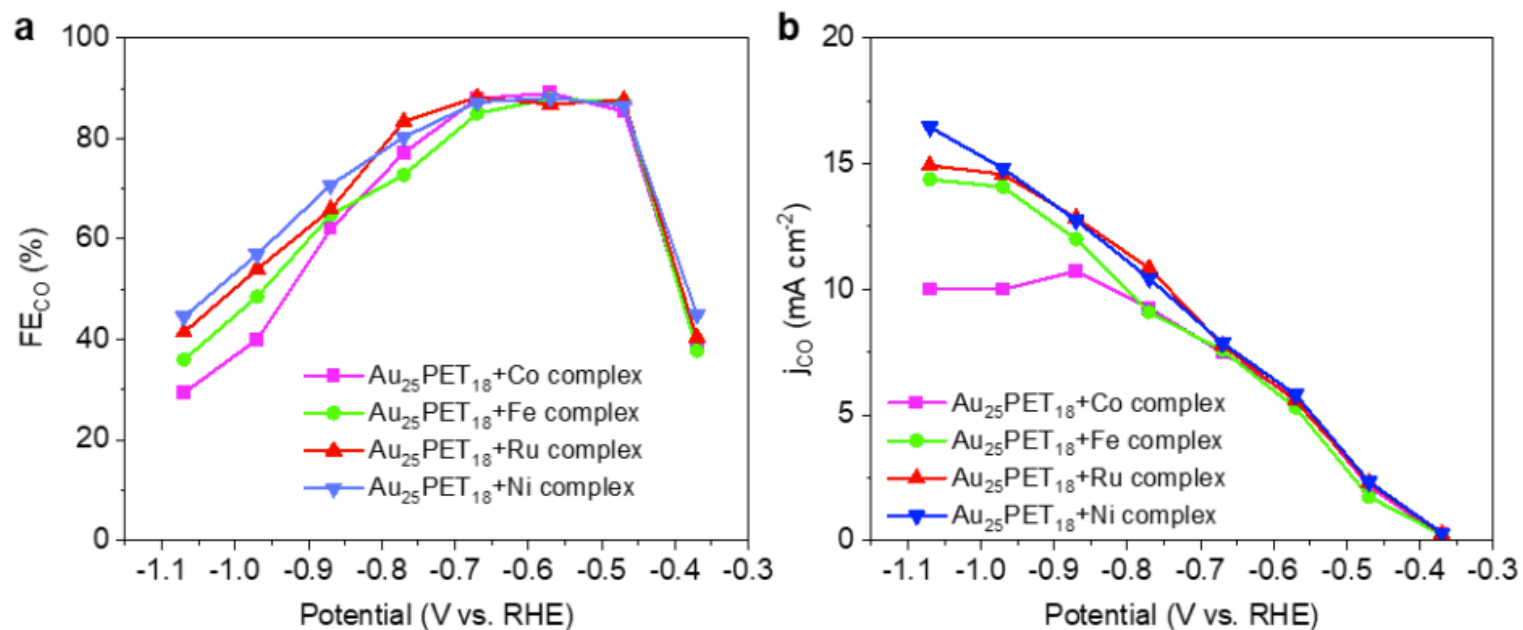 a
100
80
60
40
20
0
FE_CO (%)
-1.1 -1.0 -0.9 -0.8 -0.7 -0.6 -0.5 -0.4 -0.3
Potential (V vs. RHE)
Au₂₅PET₁₈+Co complex
Au₂₅PET₁₈+Fe complex
Au₂₅PET₁₈+Ru complex
Au₂₅PET₁₈+Ni complex
b
20
15
10
5
0
j_CO (mA cm⁻²)
-1.1 -1.0 -0.9 -0.8 -0.7 -0.6 -0.5 -0.4 -0.3
Potential (V vs. RHE)
Au₂₅PET₁₈+Co complex
Au₂₅PET₁₈+Fe complex
Au₂₅PET₁₈+Ru complex
Au₂₅PET₁₈+Ni complex